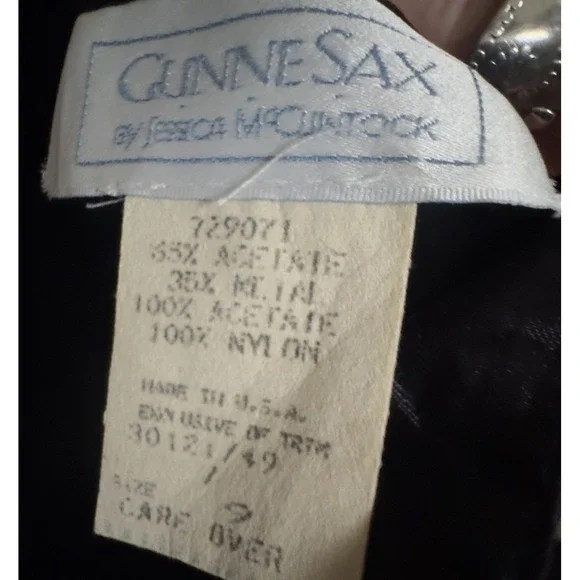 GUNNE SAX
BY JESSICA McCLINTOCK
729071
65% ACETATE
35% METAL
100% ACETATE
100% NYLON
MADE IN U.S.A.
EXCLUSIVE OF TRIM
30121/49
SIZE 9
CARE OVER